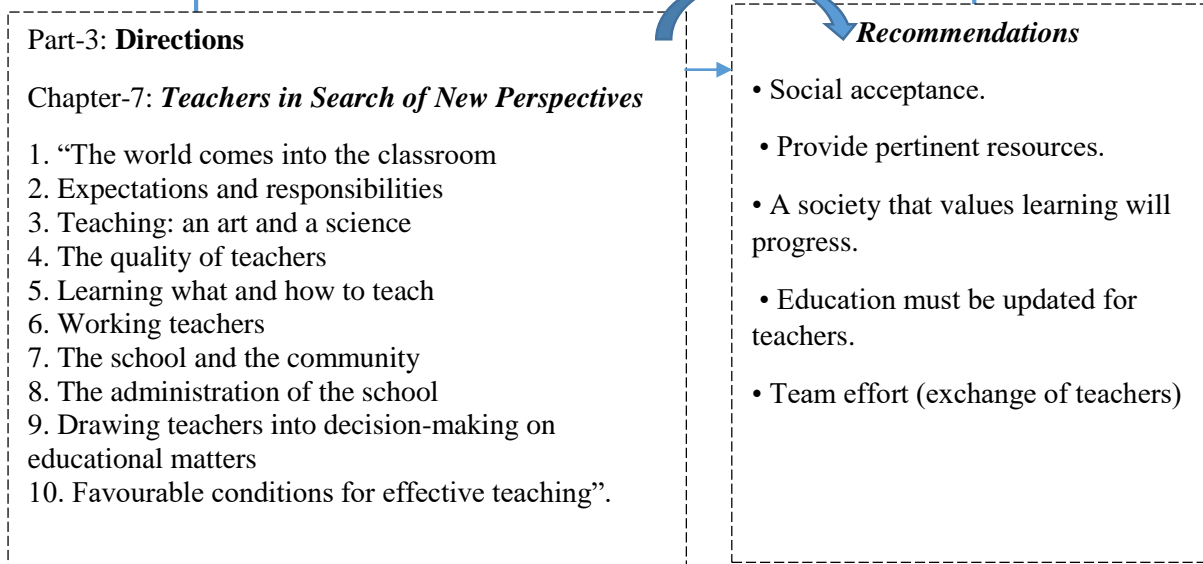 Part-3: Directions
Chapter-7: Teachers in Search of New Perspectives
1. “The world comes into the classroom
2. Expectations and responsibilities
3. Teaching: an art and a science
4. The quality of teachers
5. Learning what and how to teach
6. Working teachers
7. The school and the community
8. The administration of the school
9. Drawing teachers into decision-making on
educational matters
10. Favourable conditions for effective teaching”.
Recommendations
• Social acceptance.
• Provide pertinent resources.
• A society that values learning will
progress.
• Education must be updated for
teachers.
• Team effort (exchange of teachers)